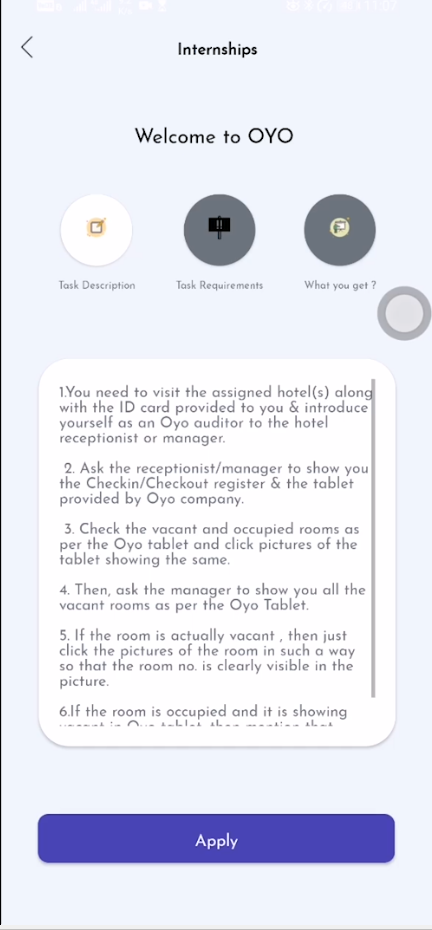 Internships
Welcome to OYO
Task Description
Task Requirements
What you get ?
1.You need to visit the assigned hotel(s) along
with the ID card provided to you & introduce
yourself as an Oyo auditor to the hotel
receptionist or manager.
2. Ask the receptionist/manager to show you
the Checkin/Checkout register & the tablet
provided by Oyo company.
3. Check the vacant and occupied rooms as
per the Oyo tablet and click pictures of the
tablet showing the same.
4. Then, ask the manager to show you all the
vacant rooms as per the Oyo Tablet.
5. If the room is actually vacant , then just
click the pictures of the room in such a way
so that the room no. is clearly visible in the
picture.
6.If the room is occupied and it is showing
vacant in Oyo tablet, then mention that
Apply